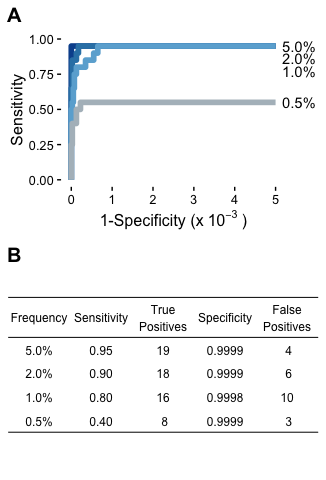 A
1.00
0.75
0.50
0.25
0.00
Sensitivity
5.0%
2.0%
1.0%
0.5%
0 1 2 3 4 5
1-Specificity (x 10⁻³ )
B
Frequency Sensitivity True Positives Specificity False Positives
5.0% 0.95 19 0.9999 4
2.0% 0.90 18 0.9999 6
1.0% 0.80 16 0.9998 10
0.5% 0.40 8 0.9999 3